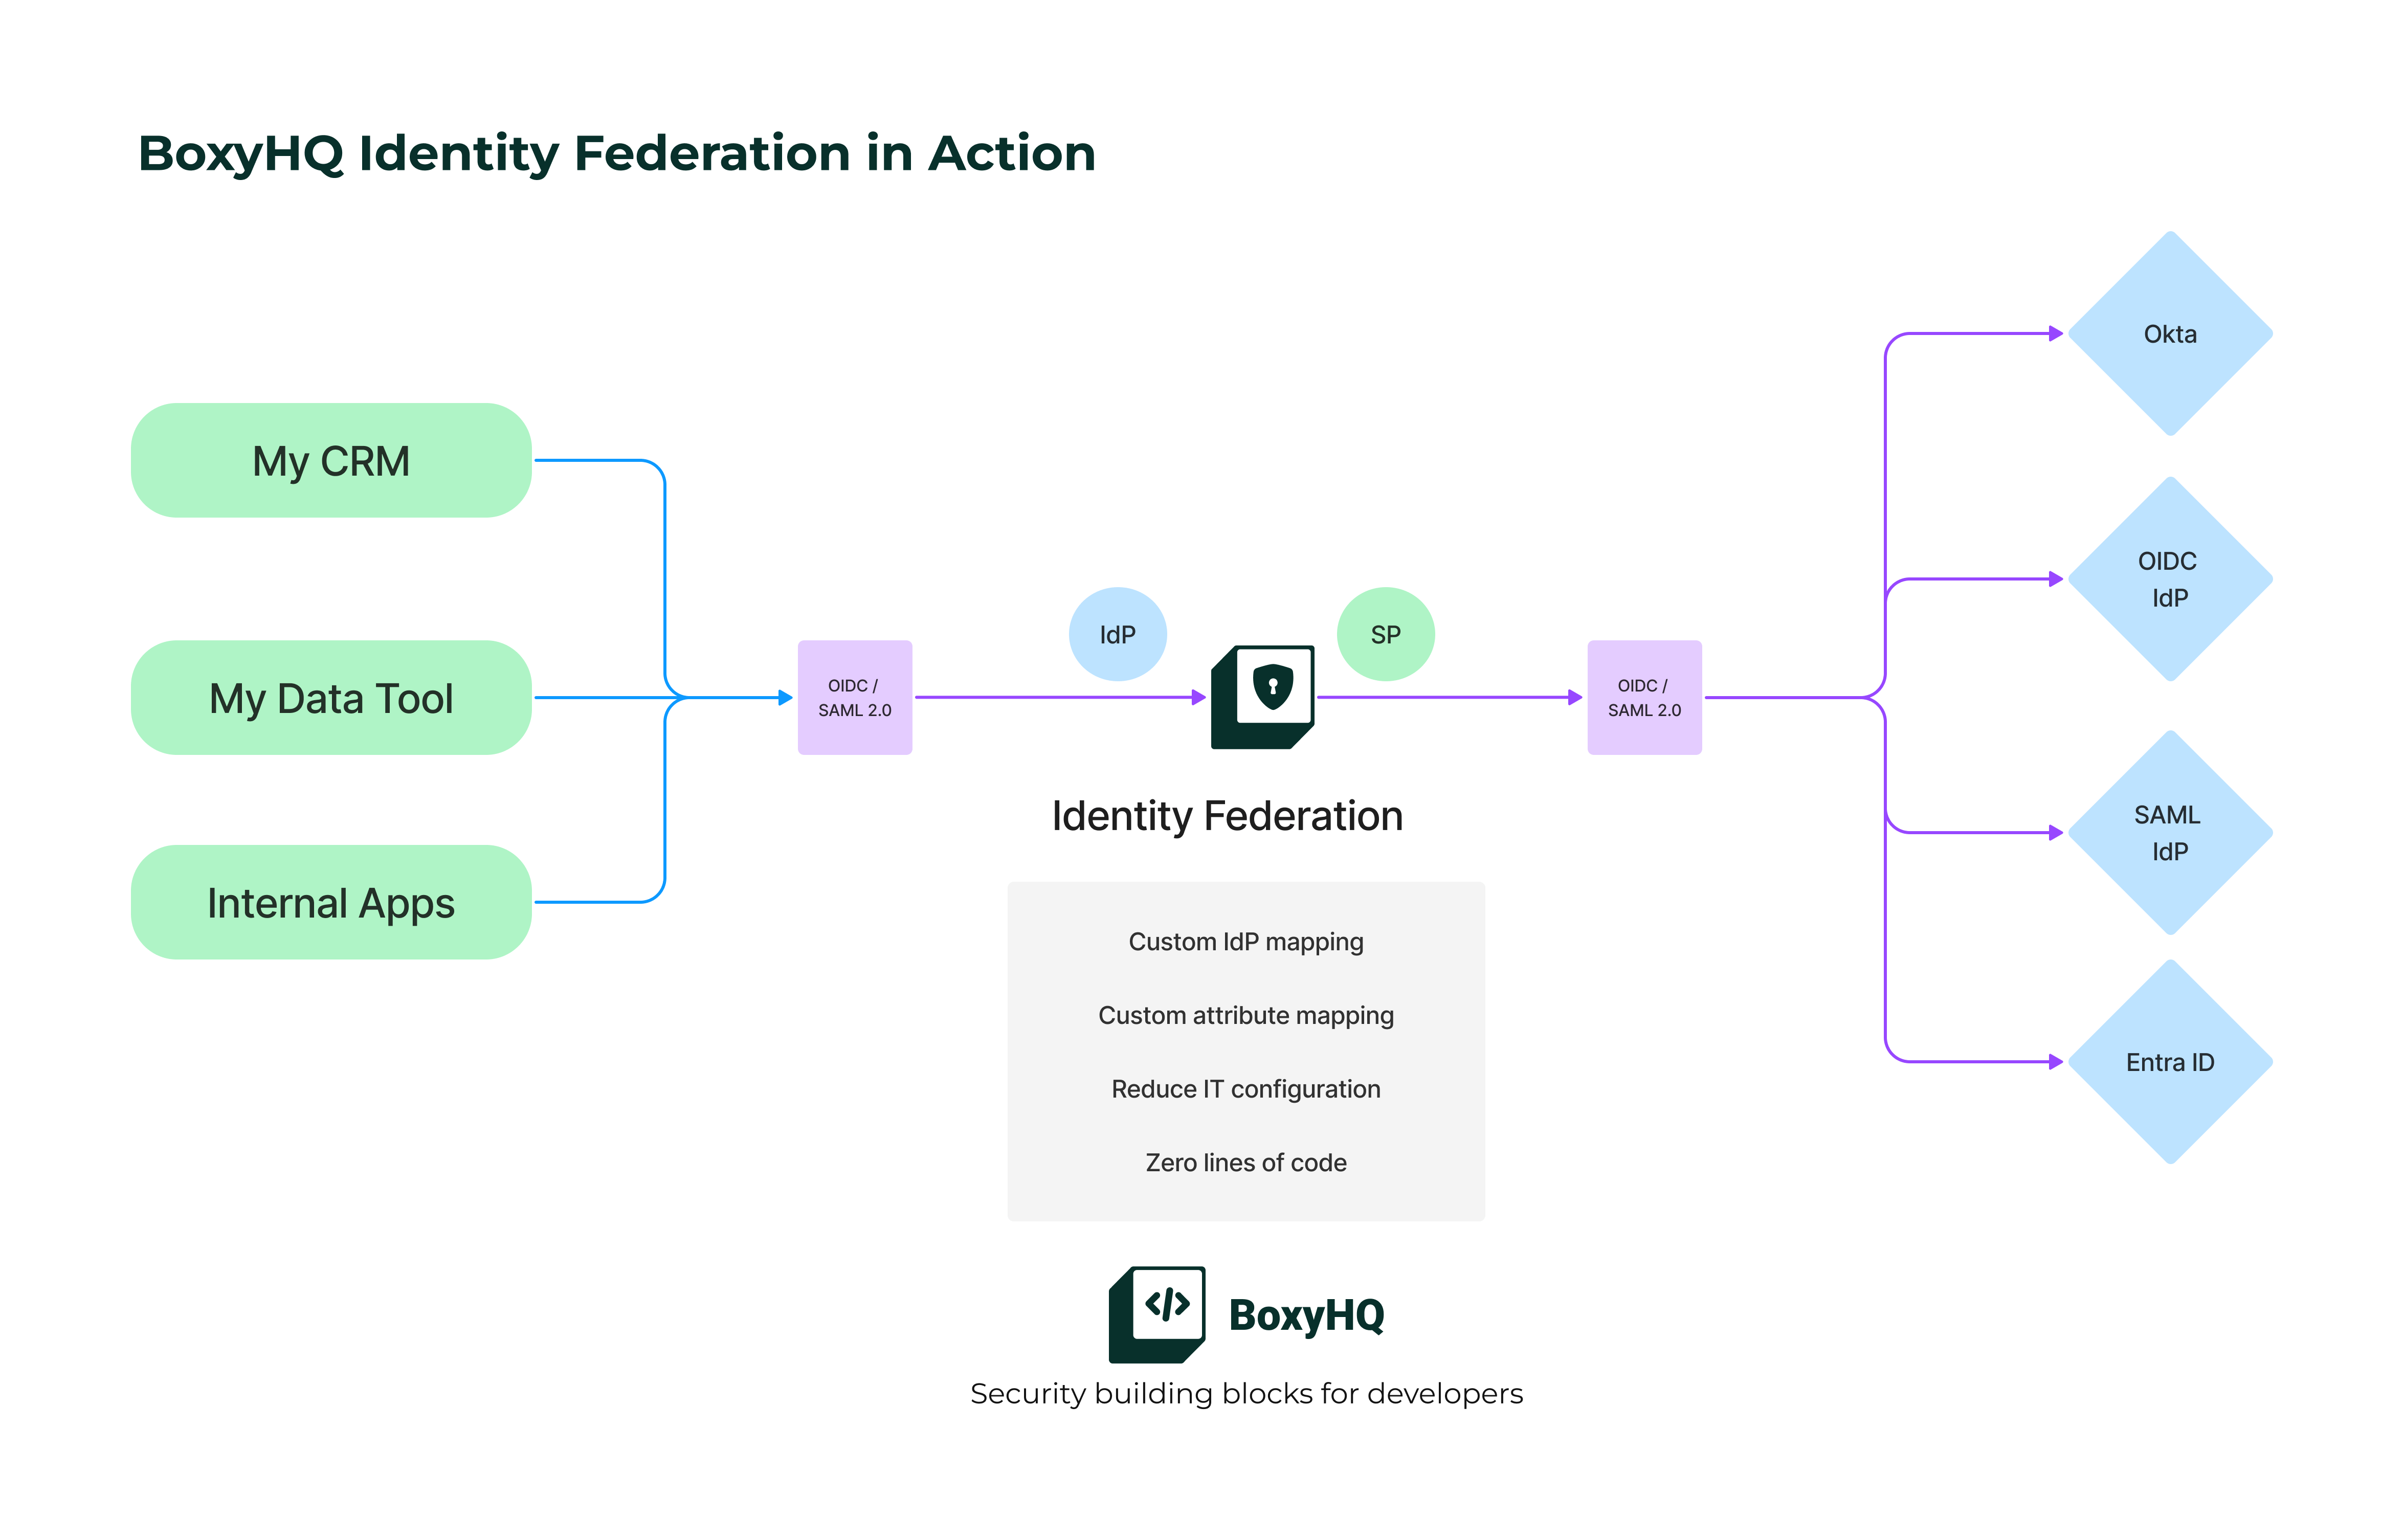 BoxyHQ Identity Federation in Action
My CRM
My Data Tool
Internal Apps
OIDC /
SAML 2.0
IdP
SP
Identity Federation
Custom IdP mapping
Custom attribute mapping
Reduce IT configuration
Zero lines of code
OIDC /
SAML 2.0
Okta
OIDC
IdP
SAML
IdP
Entra ID
</>
BoxyHQ
Security building blocks for developers